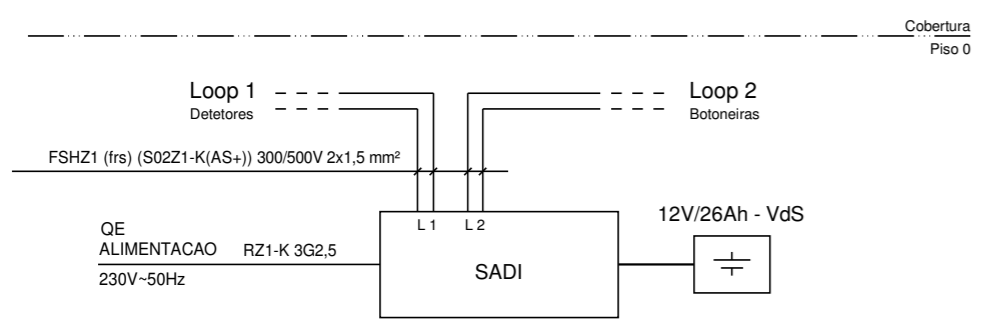 Cobertura
Piso 0
Loop 1
Detetores
Loop 2
Botoneiras
FSHZ1 (frs) (S02Z1-K(AS+)) 300/500V 2x1,5 mm²
L 1 L 2
12V/26Ah - VdS
QE
ALIMENTACAO RZ1-K 3G2,5
230V~50Hz
SADI